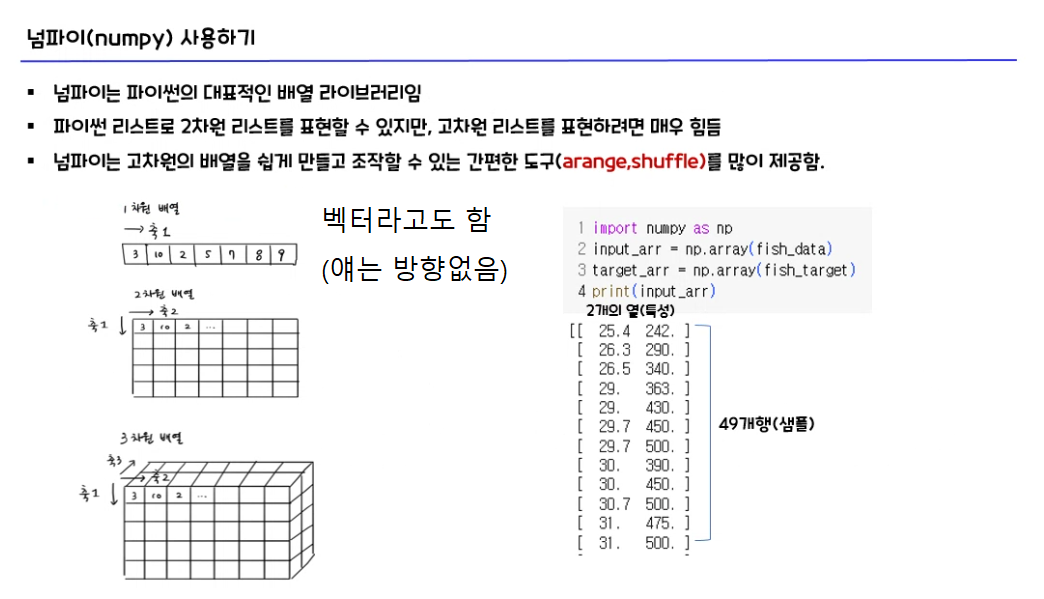 넘파이(numpy) 사용하기
▪ 넘파이는 파이썬의 대표적인 배열 라이브러리임
▪ 파이썬 리스트로 2차원 리스트를 표현할 수 있지만, 고차원 리스트를 표현하려면 매우 힘듬
▪ 넘파이는 고차원의 배열을 쉽게 만들고 조작할 수 있는 간편한 도구(arange,shuffle)를 많이 제공함.
1차원 배열
→ 축1
3 10 2 5 7 8 9
벡터라고도 함
(얘는 방향없음)
2차원 배열
→ 축2
축1 ↓
3 10 2 ...
3차원 배열
축3
→ 축2
축1 ↓
3 10 2 ...
1 import numpy as np
2 input_arr = np.array(fish_data)
3 target_arr = np.array(fish_target)
4 print(input_arr)
2개의 열(특성)
[[ 25.4 242. ]
[ 26.3 290. ]
[ 26.5 340. ]
[ 29. 363. ]
[ 29. 430. ]
[ 29.7 450. ]
[ 29.7 500. ]
[ 30. 390. ]
[ 30. 450. ]
[ 30.7 500. ]
[ 31. 475. ]
[ 31. 500. ]
49개행(샘플)